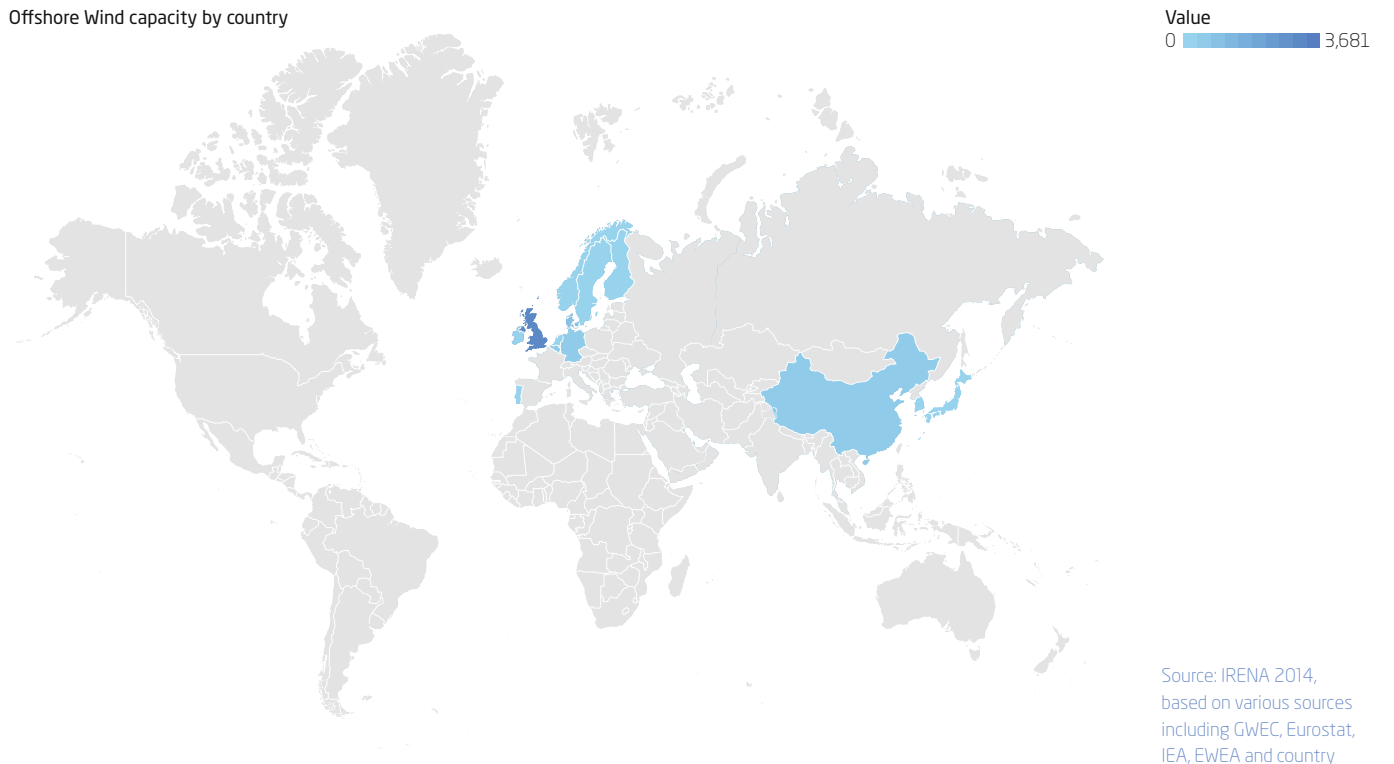 Offshore Wind capacity by country
Value
0 3,681
Source: IRENA 2014,
based on various sources
including GWEC, Eurostat,
IEA, EWEA and country